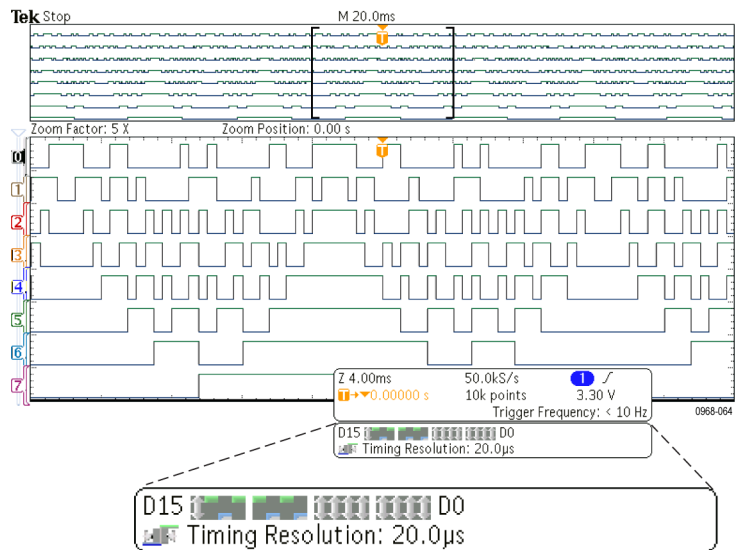 Tek Stop M 20.0ms
T
Zoom Factor: 5 X Zoom Position: 0.00 s
T
0
1
2
3
4
5
6
7
Z 4.00ms 50.0kS/s 1
T→▼0.00000 s 10k points 3.30 V
Trigger Frequency: < 10 Hz
0968-064
D15 D0
Timing Resolution: 20.0µs
D15 D0
Timing Resolution: 20.0µs